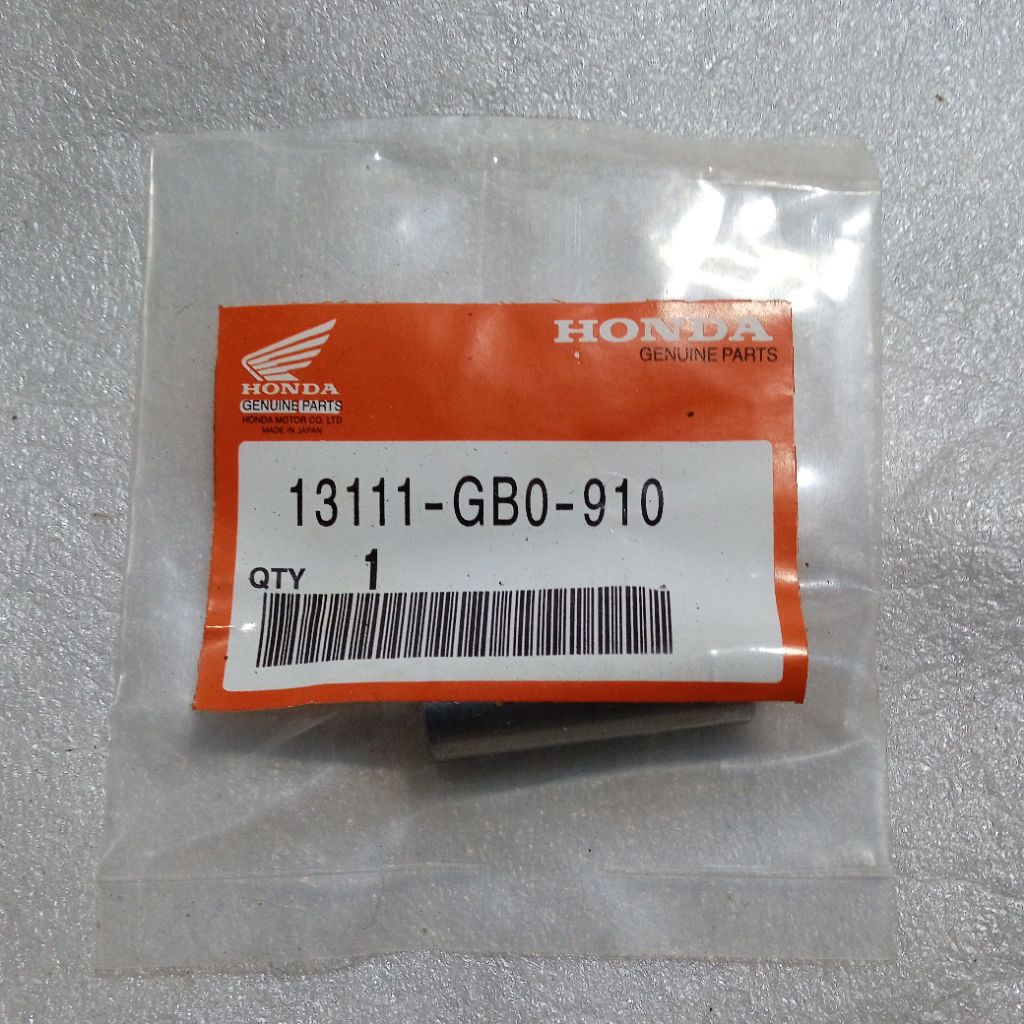 HONDA
GENUINE PARTS
HONDA
GENUINE PARTS
HONDA MOTOR CO., LTD
MADE IN JAPAN
13111-GB0-910
QTY 1